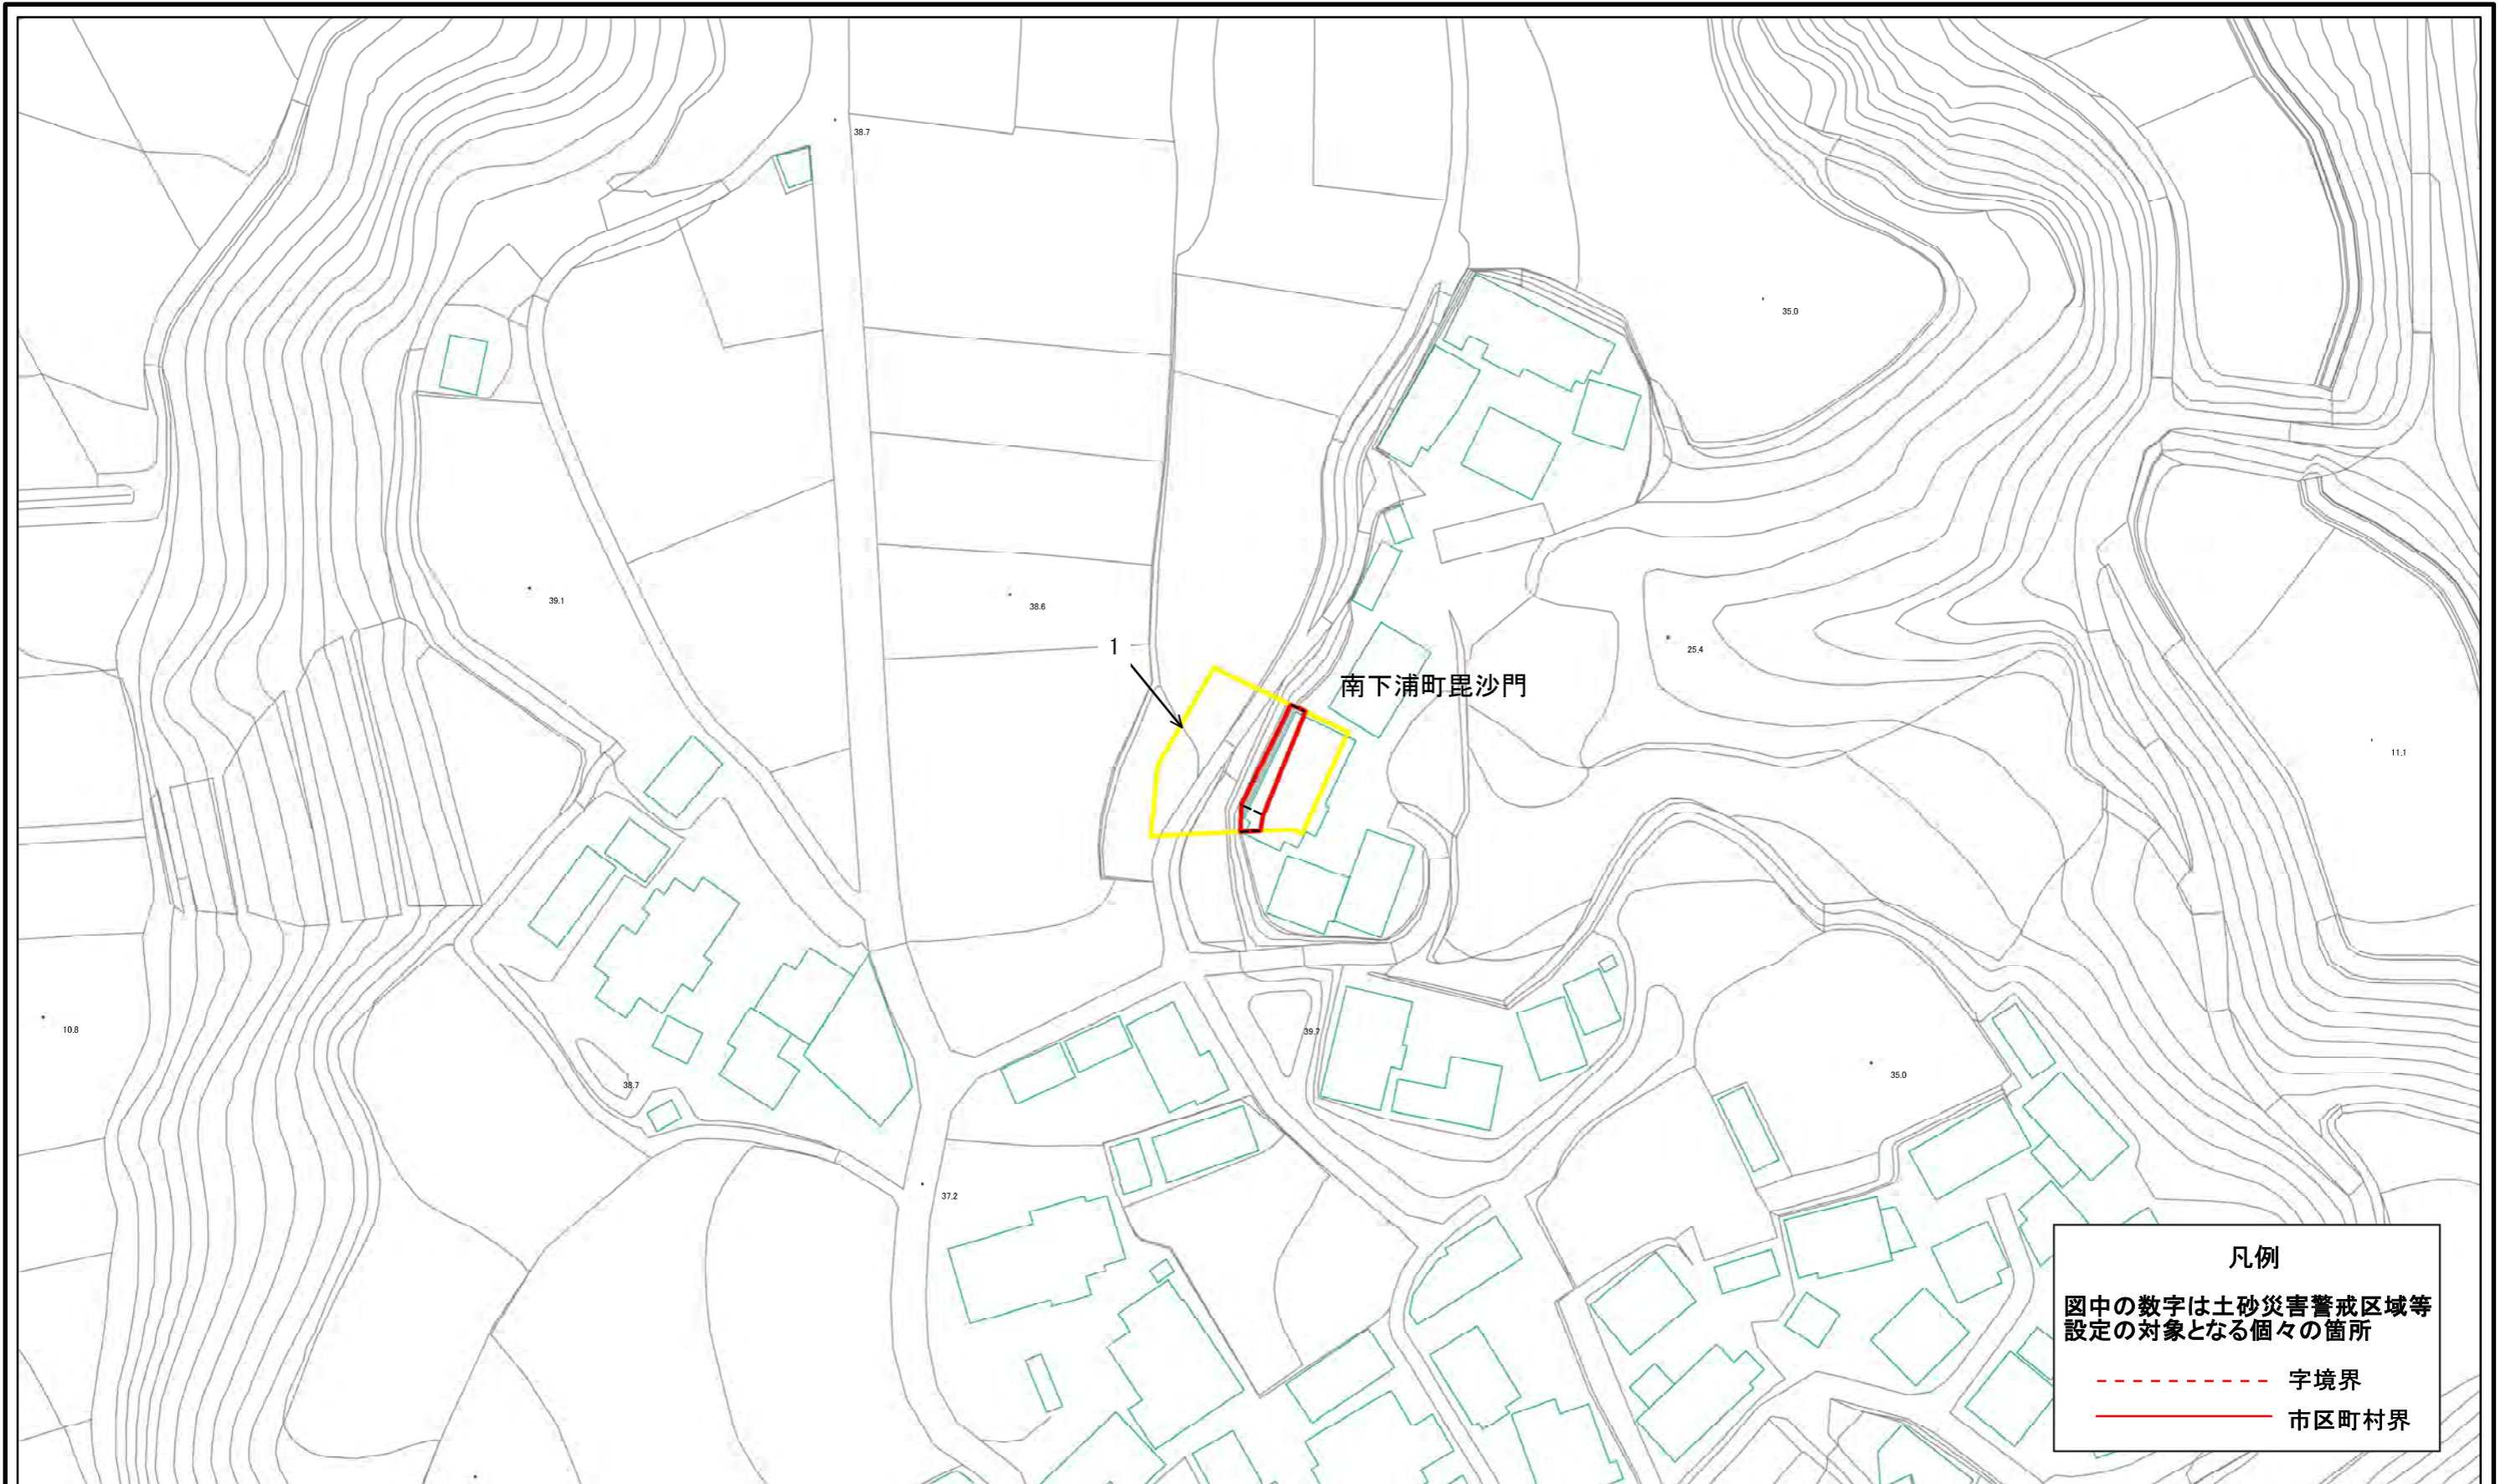 38.7
35.0
39.1
38.6
1
25.4
南下浦町毘沙門
11.1
10.8
39.7
38.7
35.0
37.2
凡例
図中の数字は土砂災害警戒区域等
設定の対象となる個々の箇所
字境界
市区町村界